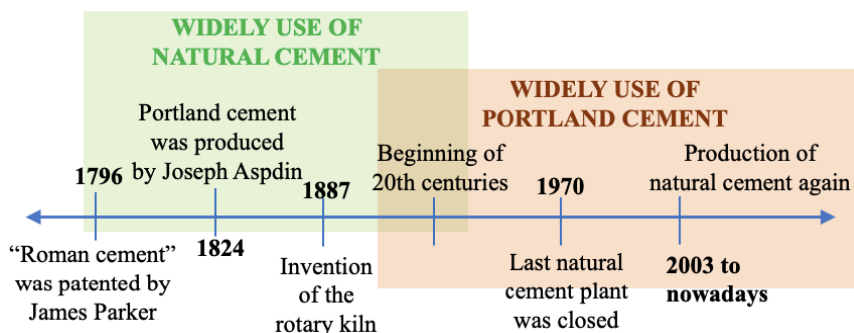 WIDELY USE OF
NATURAL CEMENT
WIDELY USE OF
PORTLAND CEMENT
1796
“Roman cement”
was patented by
James Parker
Portland cement
was produced
by Joseph Aspdin
1824
1887
Invention
of the
rotary kiln
Beginning of
20th centuries
1970
Last natural
cement plant
was closed
Production of
natural cement again
2003 to
nowadays